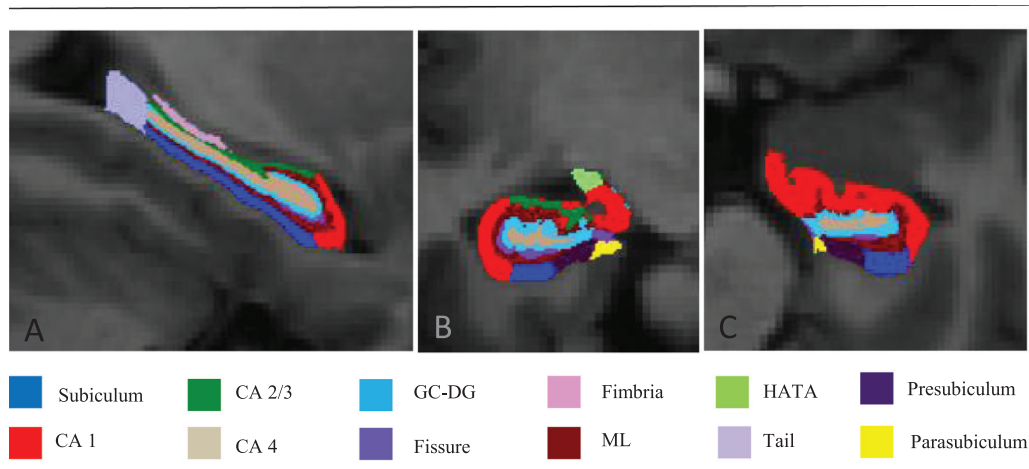 A
B
C
Subiculum
CA 2/3
GC-DG
Fimbria
HATA
Presubiculum
CA 1
CA 4
Fissure
ML
Tail
Parasubiculum